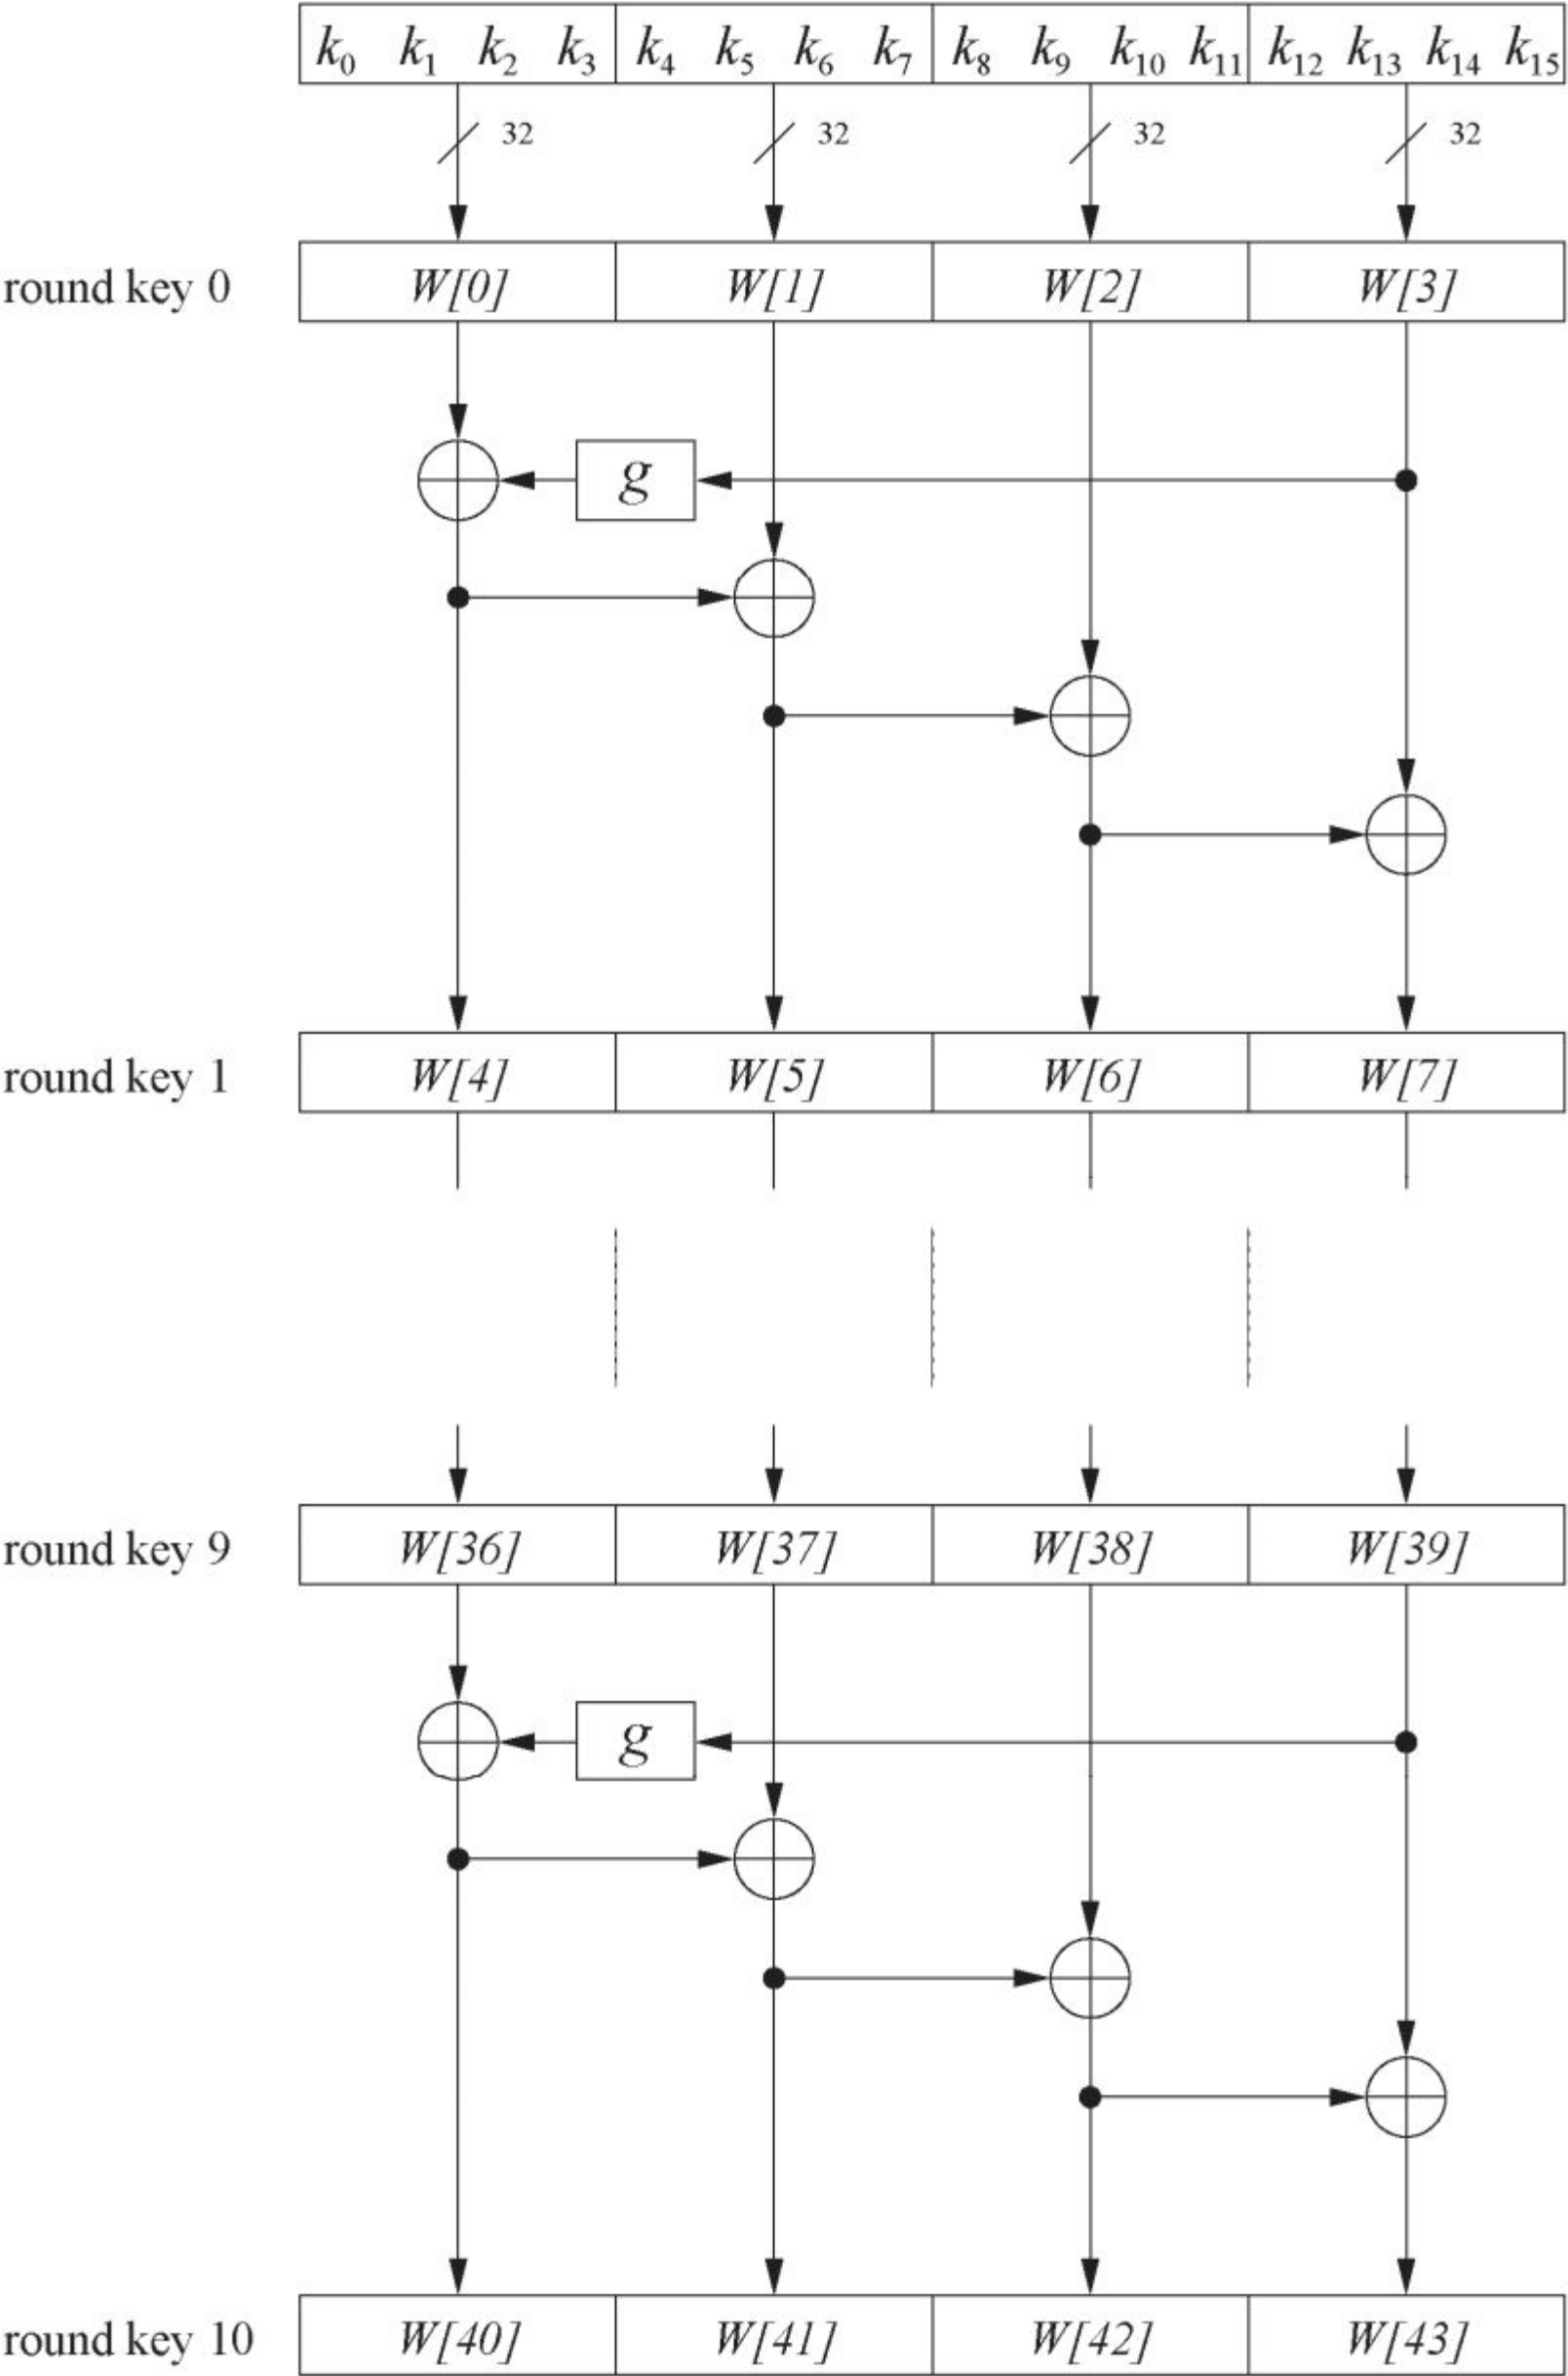 k₀ k₁ k₂ k₃ k₄ k₅ k₆ k₇ k₈ k₉ k₁₀ k₁₁ k₁₂ k₁₃ k₁₄ k₁₅
32 32 32 32
round key 0 W[0] W[1] W[2] W[3]
g
round key 1 W[4] W[5] W[6] W[7]
round key 9 W[36] W[37] W[38] W[39]
g
round key 10 W[40] W[41] W[42] W[43]